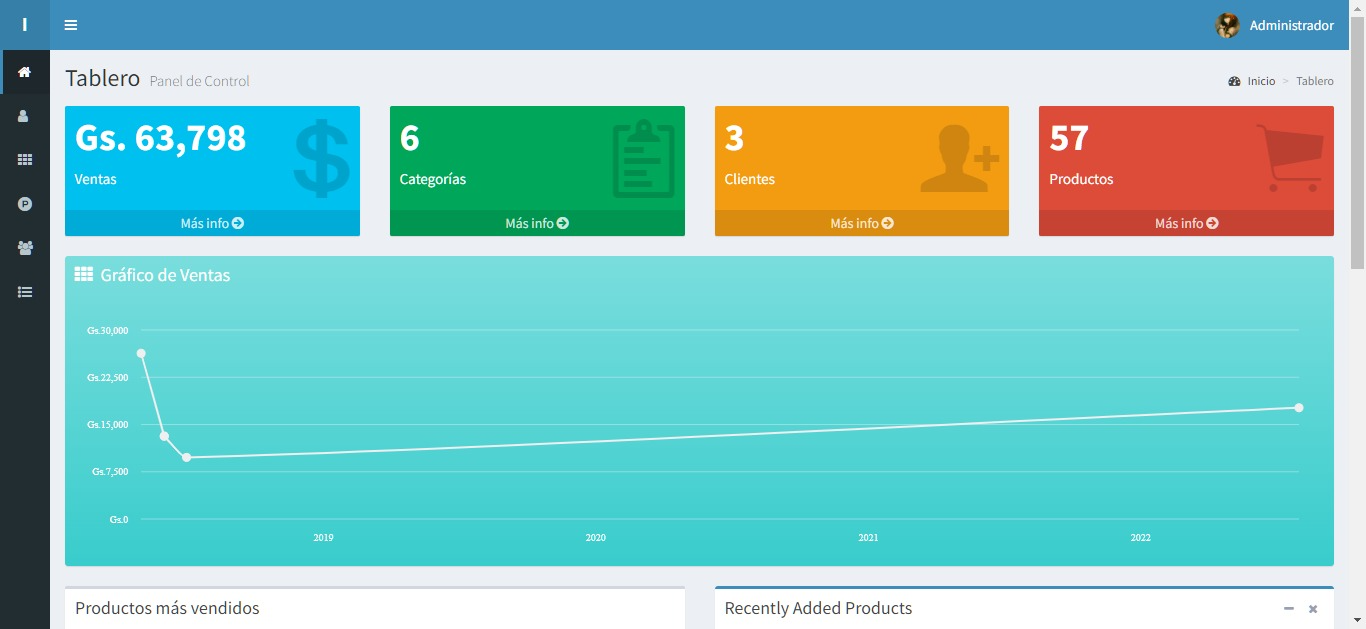 I
Administrador
Tablero Panel de Control
Inicio > Tablero
Gs. 63,798
Ventas
Más info
6
Categorías
Más info
3
Clientes
Más info
57
Productos
Más info
Gráfico de Ventas
Gs.30,000
Gs.22,500
Gs.15,000
Gs.7,500
Gs.0
2019 2020 2021 2022
Productos más vendidos
Recently Added Products